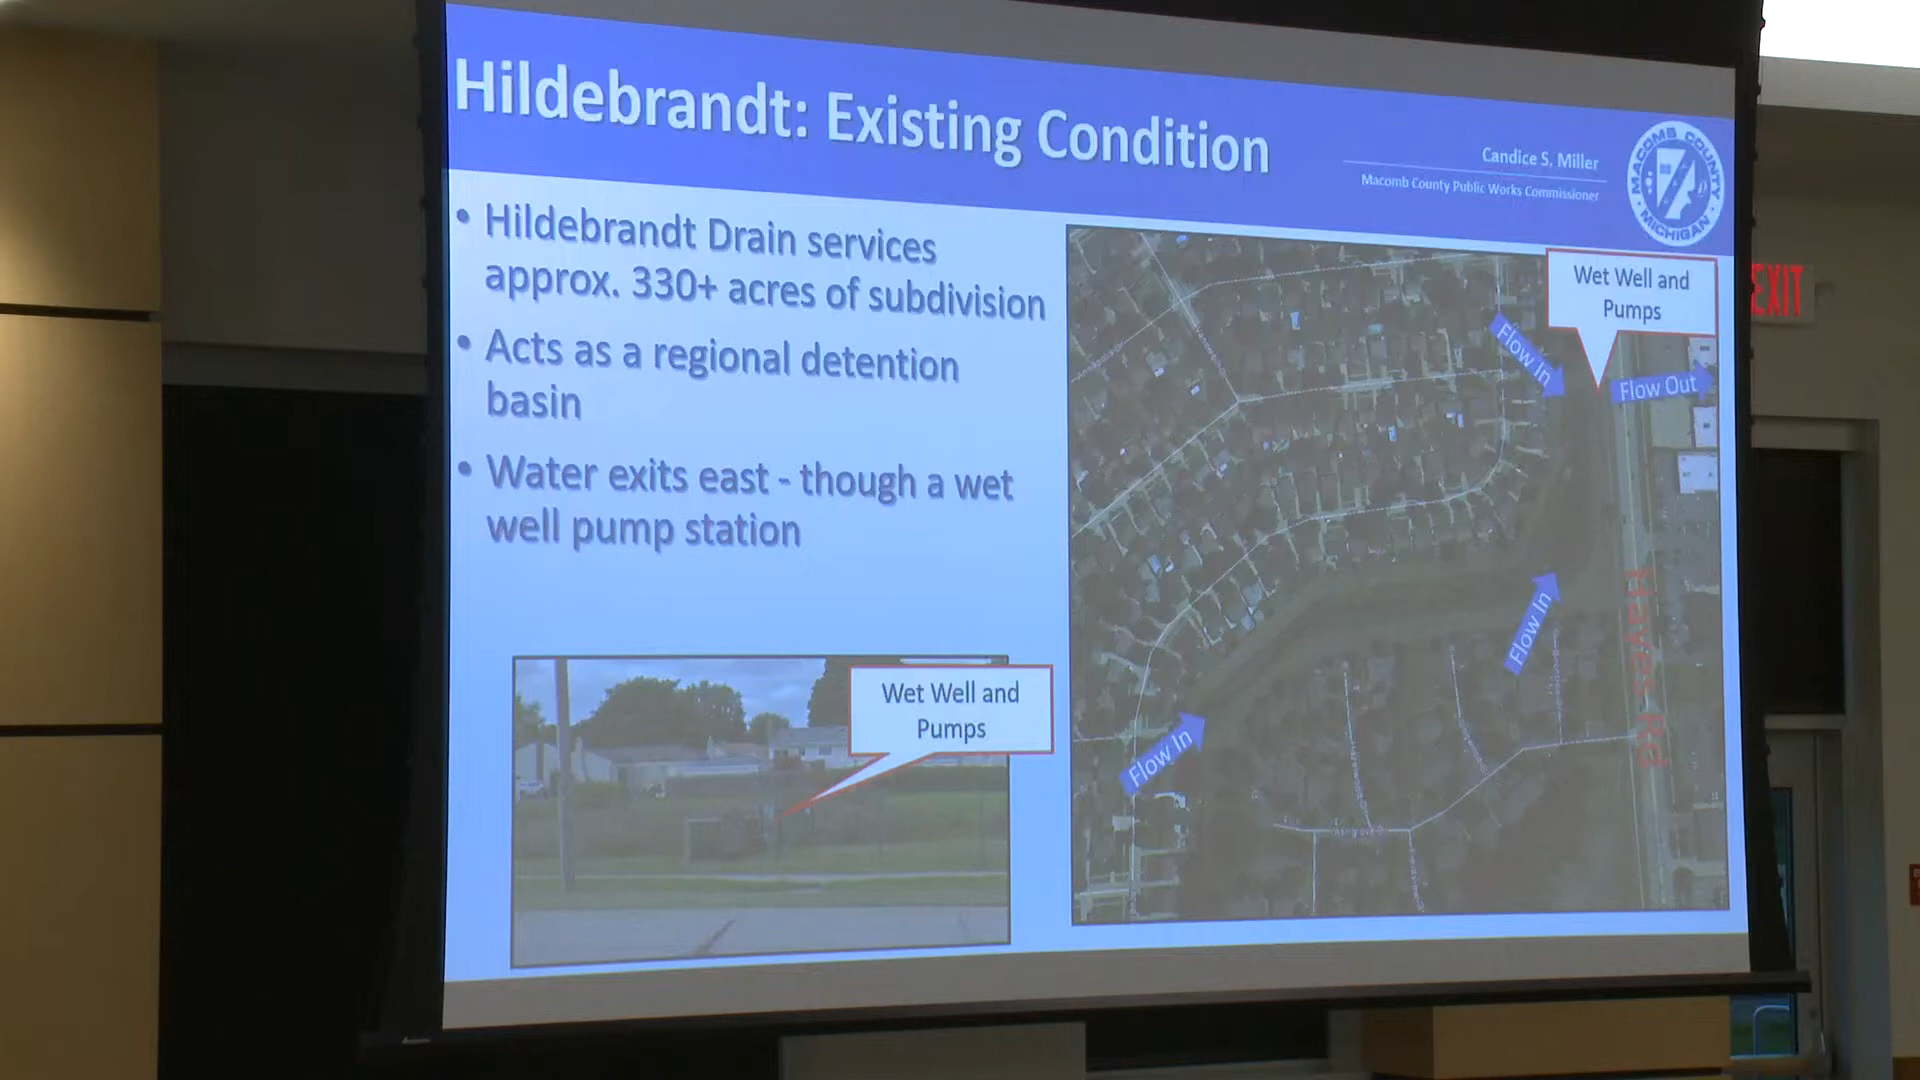 Hildebrandt: Existing Condition
Candice S. Miller
Macomb County Public Works Commissioner
MACOMB COUNTY
MICHIGAN
• Hildebrandt Drain services
approx. 330+ acres of subdivision
• Acts as a regional detention
basin
• Water exits east - though a wet
well pump station
Wet Well and
Pumps
Flow In
Flow Out
Flow In
Flow In
Hayes Rd
Wet Well and
Pumps
EXIT